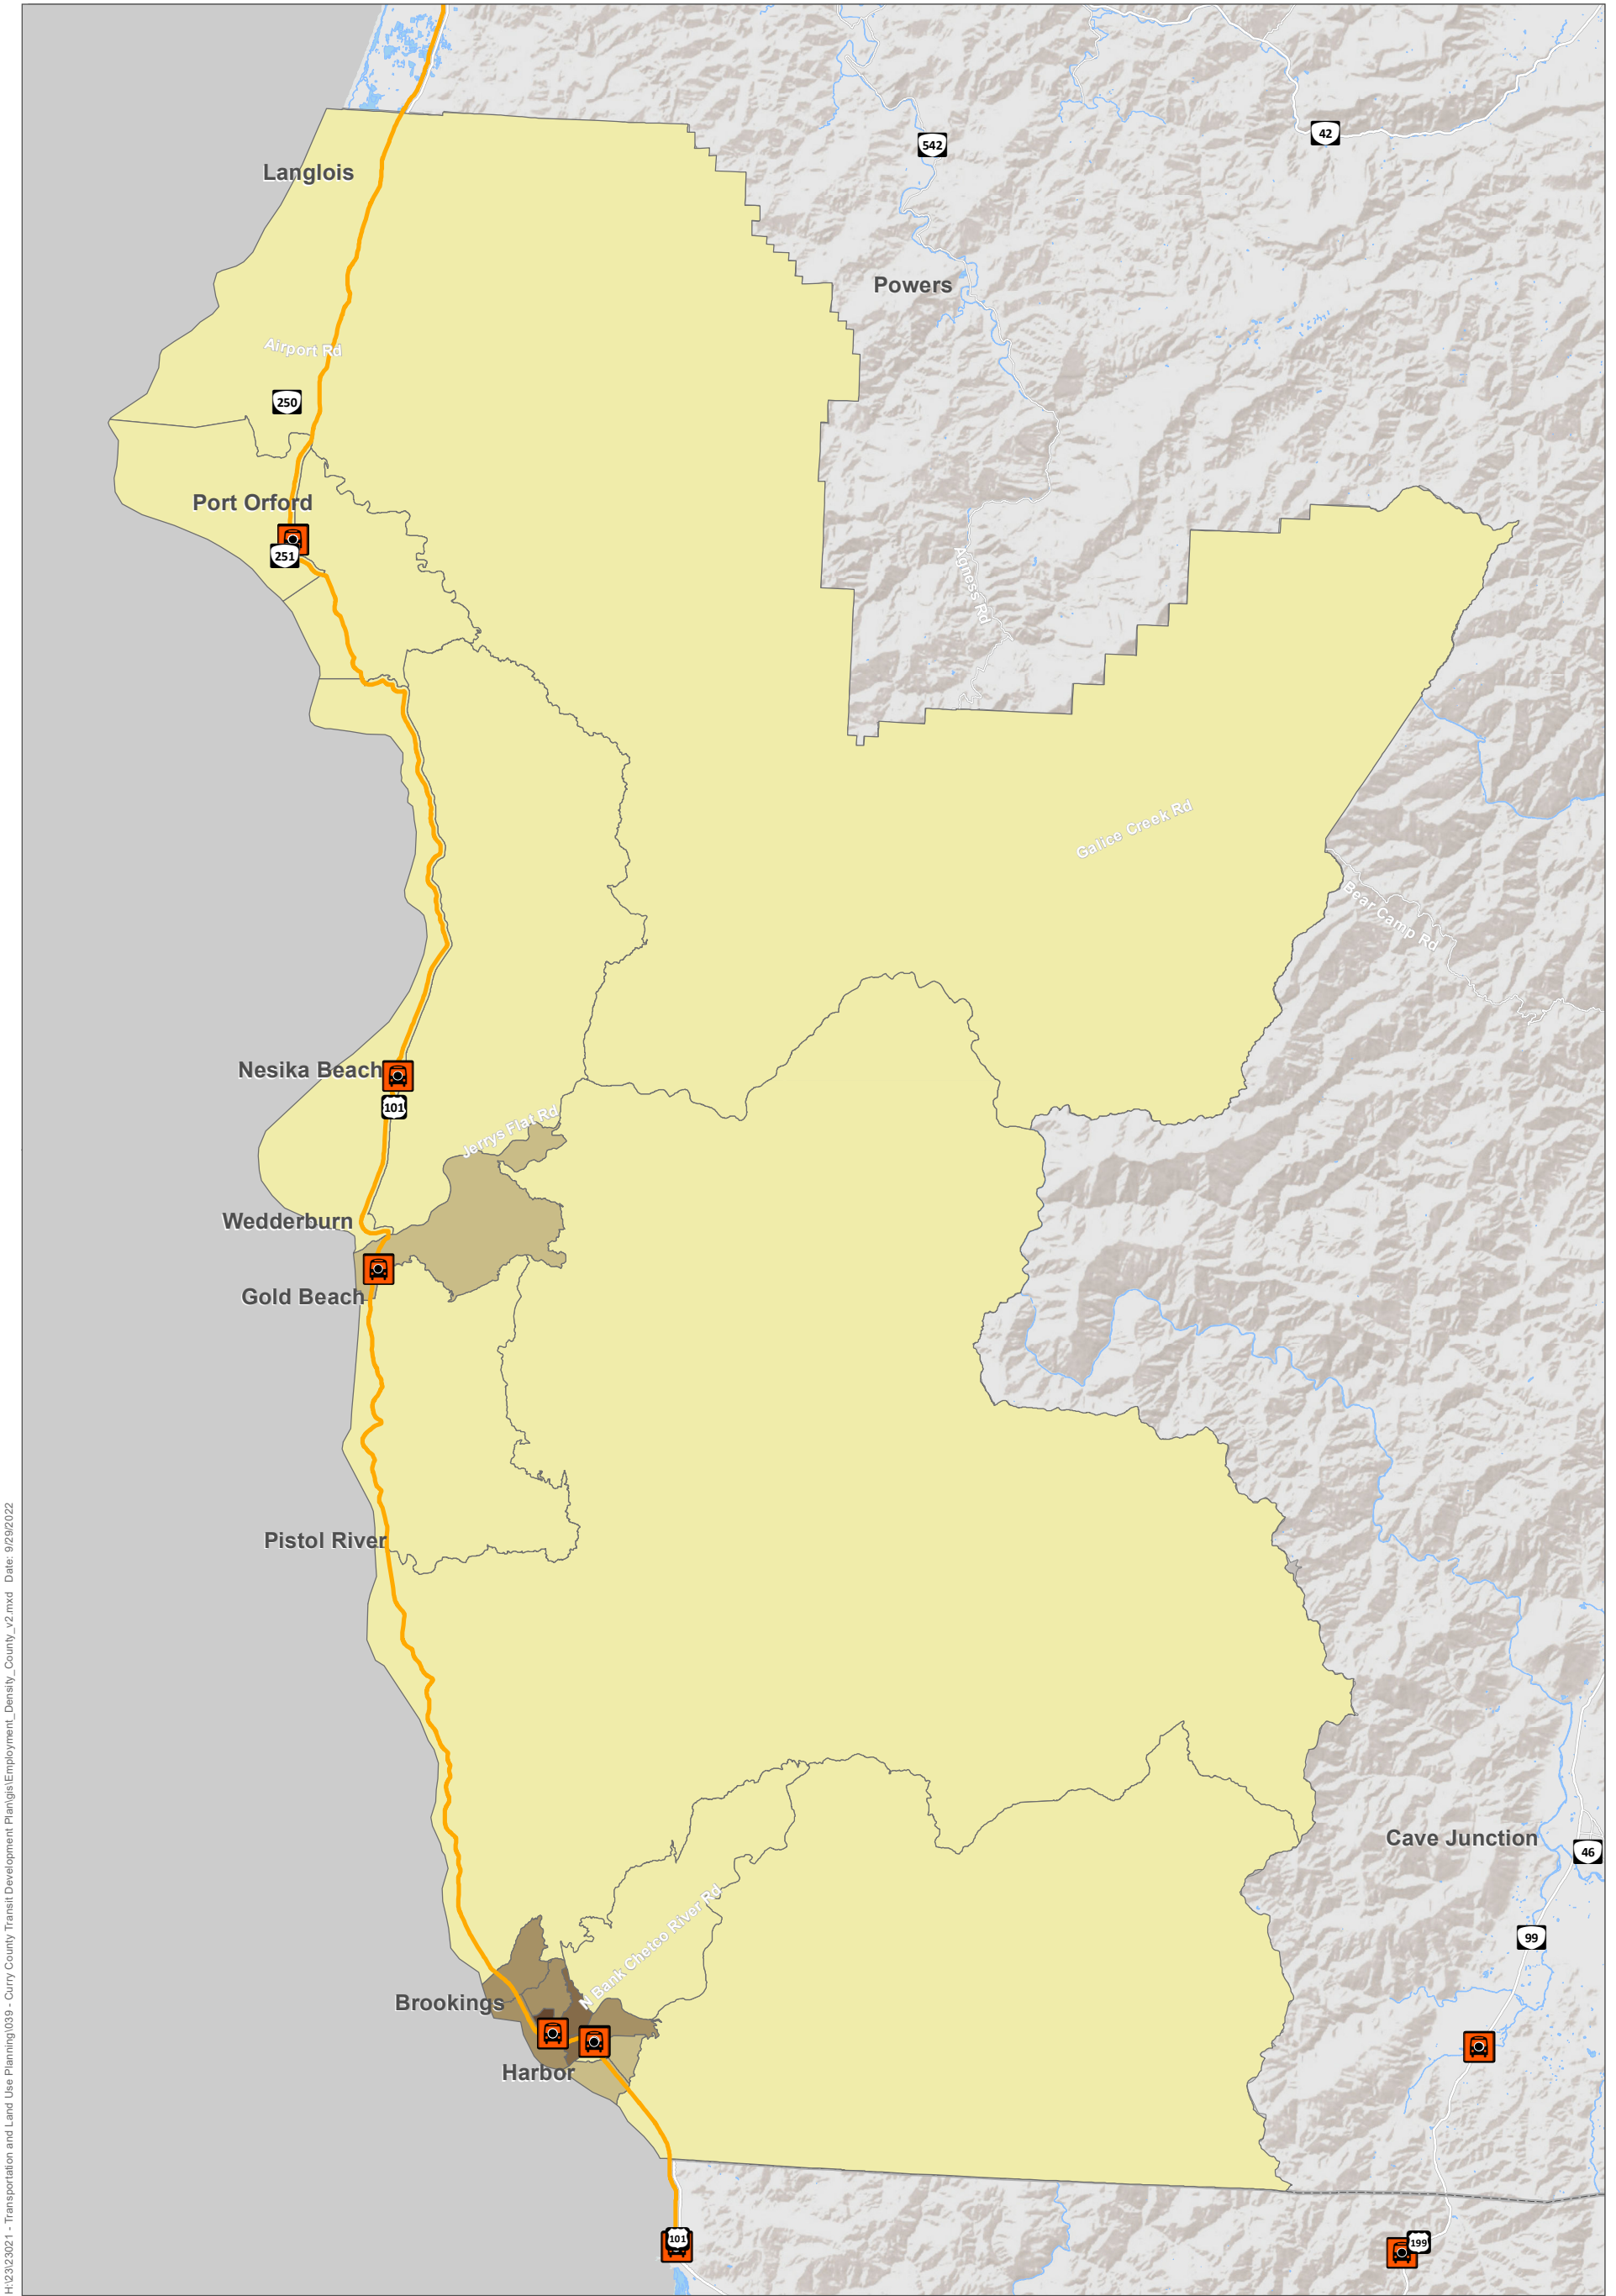 42
542
Langlois
Powers
Airport Rd
250
Port Orford
251
Agness Rd
Galice Creek Rd
Bear Camp Rd
Nesika Beach
101
Jerrys Flat Rd
Wedderburn
Gold Beach
Pistol River
Cave Junction
46
N Bank Chetco River Rd
99
Brookings
Harbor
101
199
H:\23\23021 - Transportation and Land Use Planning\039 - Curry County Transit Development Plan\gis\Employment_Density_County_v2.mxd Date: 9/29/2022